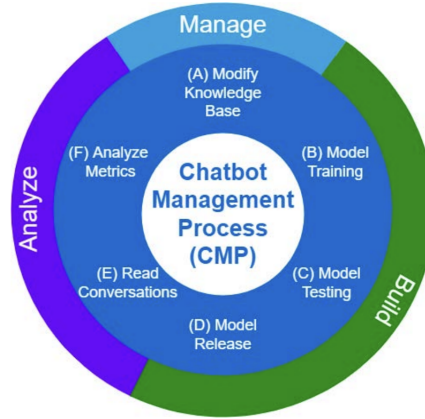 Manage
(A) Modify
Knowledge
Base
(B) Model
Training
(C) Model
Testing
Build
(D) Model
Release
(E) Read
Conversations
(F) Analyze
Metrics
Analyze
Chatbot
Management
Process
(CMP)